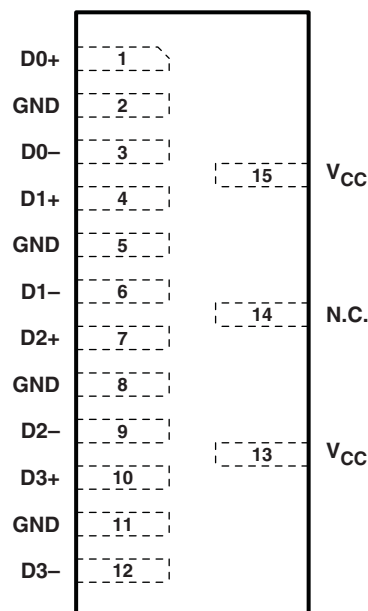 D0+ 1
GND 2
D0– 3
15 VCC
D1+ 4
GND 5
D1– 6
14 N.C.
D2+ 7
GND 8
D2– 9
13 VCC
D3+ 10
GND 11
D3– 12